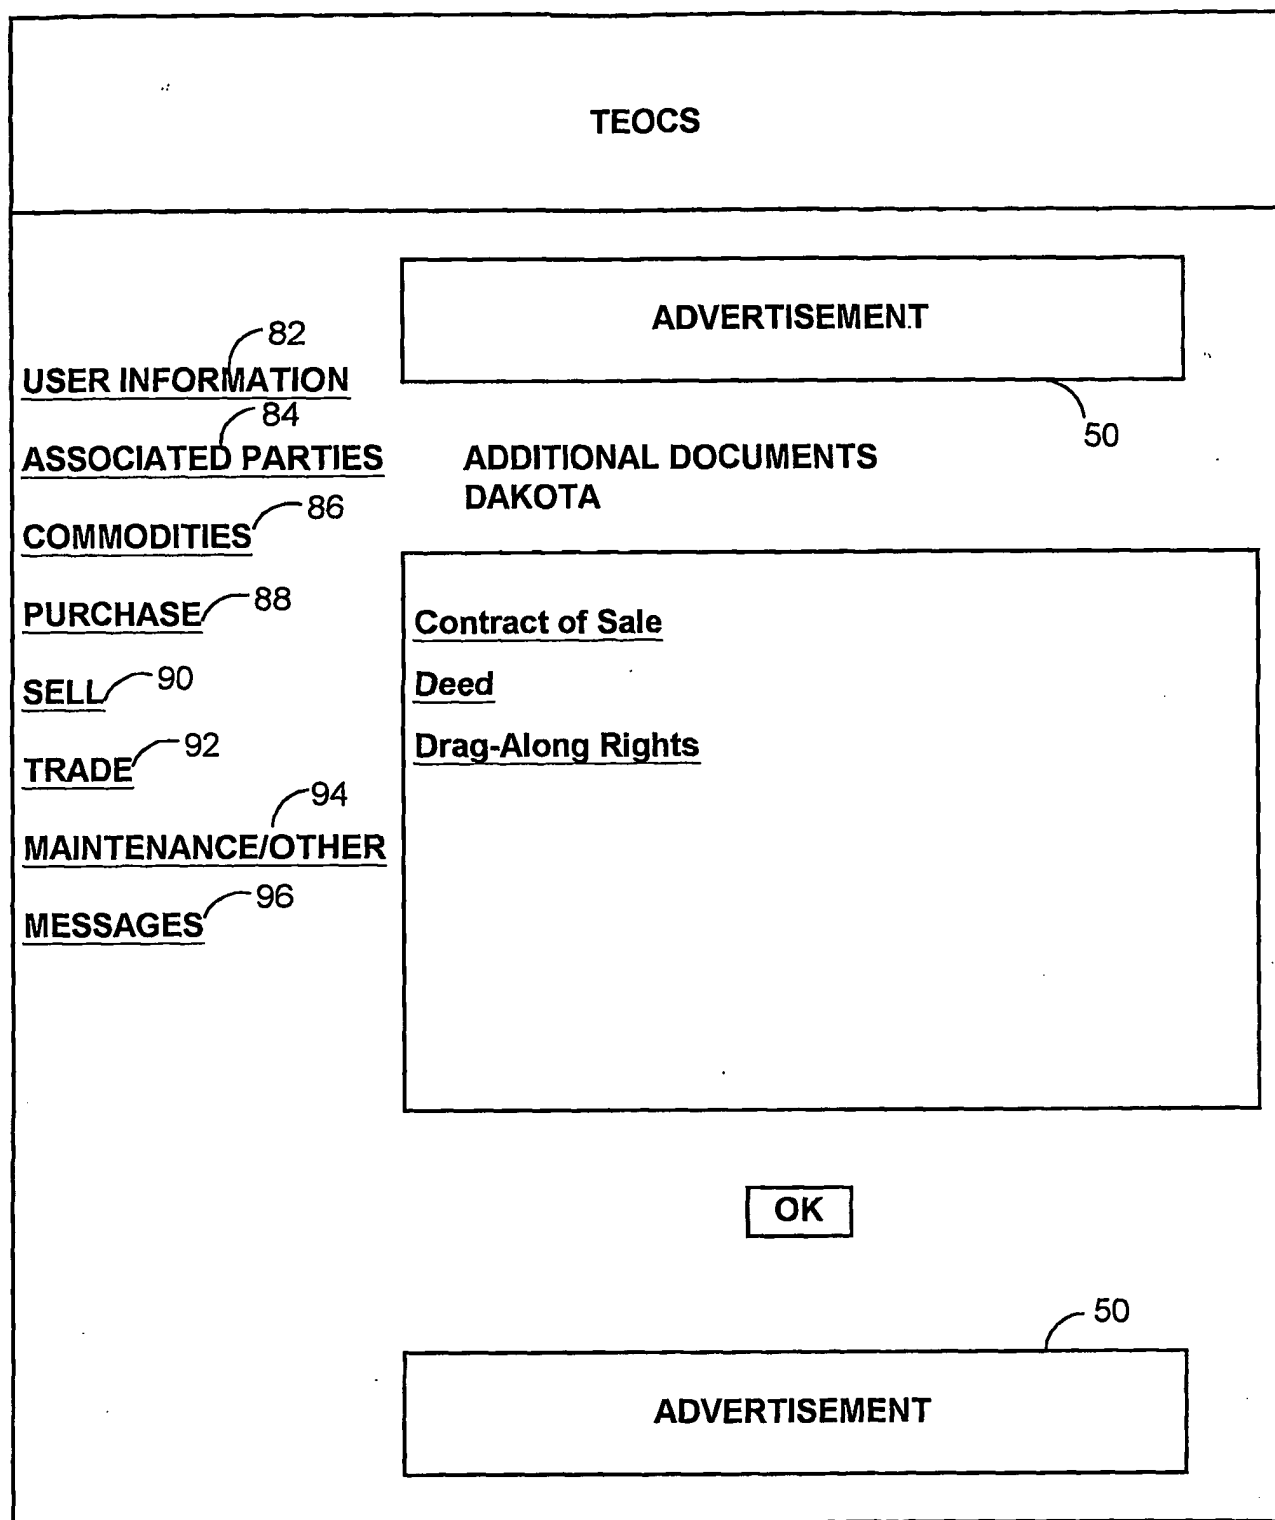 TEOCS
ADVERTISEMENT
50
82
USER INFORMATION
84
ASSOCIATED PARTIES
86
COMMODITIES
88
PURCHASE
90
SELL
92
TRADE
94
MAINTENANCE/OTHER
96
MESSAGES
ADDITIONAL DOCUMENTS
DAKOTA
Contract of Sale
Deed
Drag-Along Rights
OK
50
ADVERTISEMENT